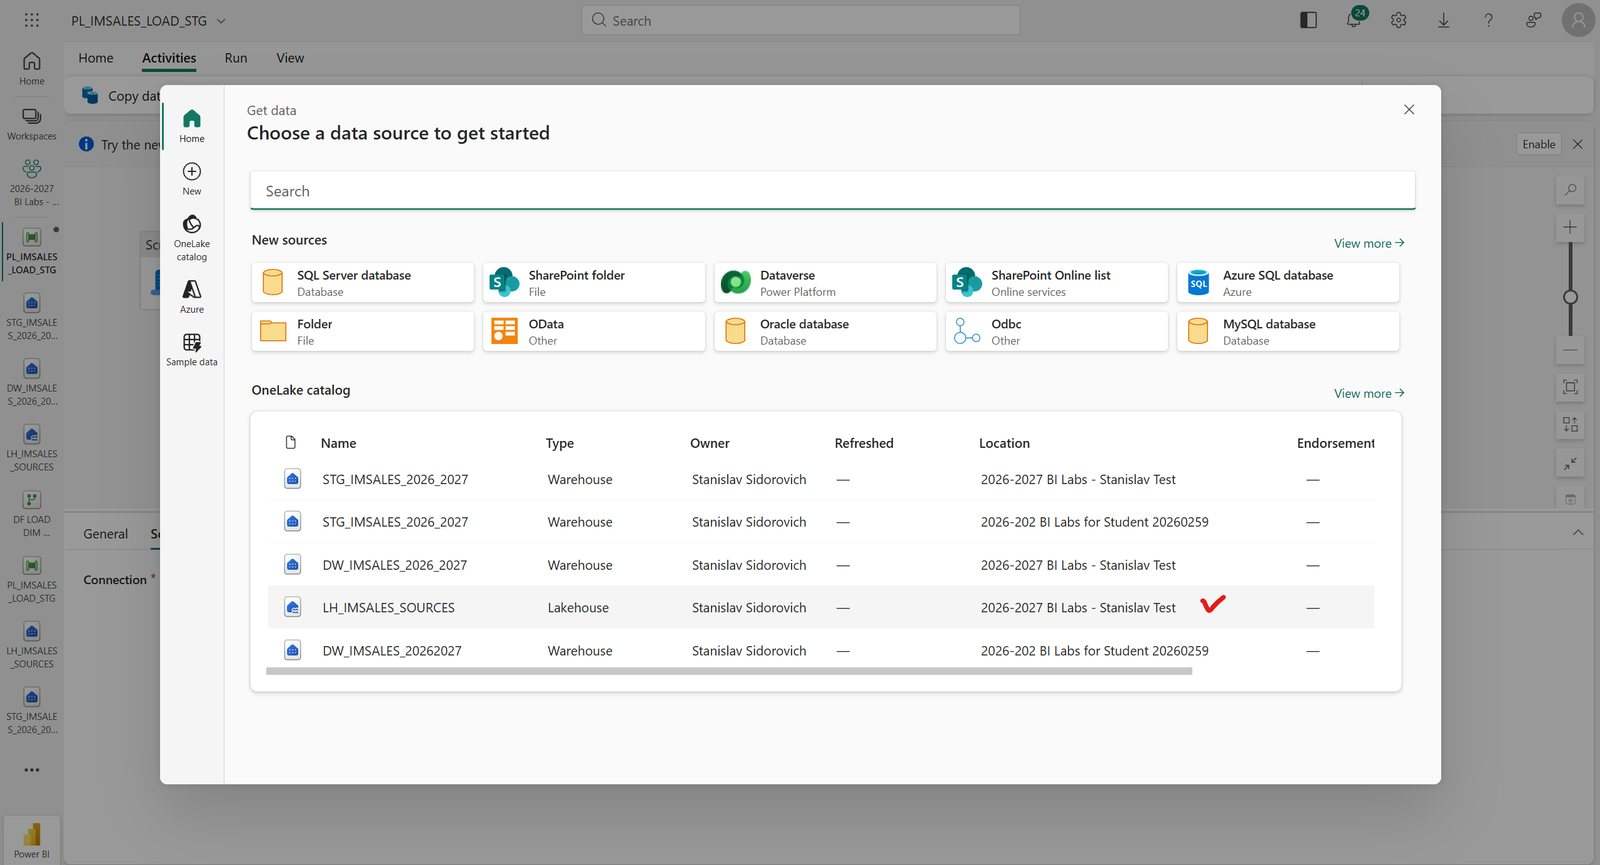 PL_IMSALES_LOAD_STG
Search
24
Home
Activities
Run
View
Home
Workspaces
2026-2027
BI Labs - ...
PL_IMSALES
_LOAD_STG
STG_IMSALE
S_2026_20...
DW_IMSALE
S_2026_20...
LH_IMSALES
_SOURCES
DF LOAD
DIM ...
PL_IMSALES
_LOAD_STG
LH_IMSALES
_SOURCES
STG_IMSALE
S_2026_20...
Power BI
Copy dat
Try the ne
Enable
Sc
General
S
Connection *
Home
New
OneLake
catalog
Azure
Sample data
Get data
Choose a data source to get started
Search
New sources
View more
SQL Server database
Database
SharePoint folder
File
Dataverse
Power Platform
SharePoint Online list
Online services
SQL
Azure SQL database
Azure
Folder
File
OData
Other
Oracle database
Database
Odbc
Other
MySQL database
Database
OneLake catalog
View more
Name Type Owner Refreshed Location Endorsement
STG_IMSALES_2026_2027 Warehouse Stanislav Sidorovich — 2026-2027 BI Labs - Stanislav Test —
STG_IMSALES_2026_2027 Warehouse Stanislav Sidorovich — 2026-202 BI Labs for Student 20260259 —
DW_IMSALES_2026_2027 Warehouse Stanislav Sidorovich — 2026-2027 BI Labs - Stanislav Test —
LH_IMSALES_SOURCES Lakehouse Stanislav Sidorovich — 2026-2027 BI Labs - Stanislav Test —
DW_IMSALES_20262027 Warehouse Stanislav Sidorovich — 2026-202 BI Labs for Student 20260259 —